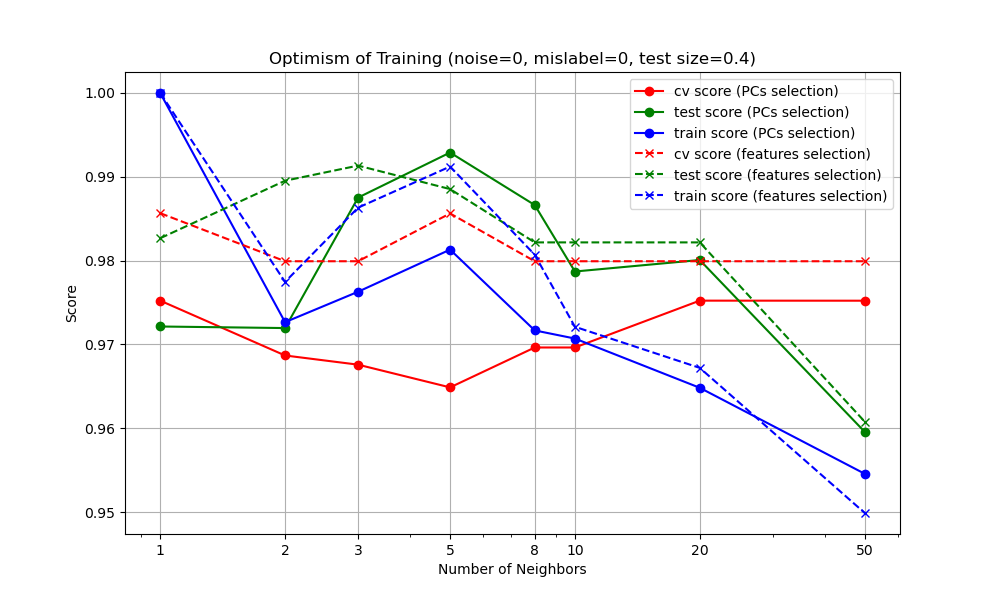 Optimism of Training (noise=0, mislabel=0, test size=0.4)
cv score (PCs selection)
test score (PCs selection)
train score (PCs selection)
cv score (features selection)
test score (features selection)
train score (features selection)
1.00
0.99
0.98
0.97
0.96
0.95
Score
1 2 3 5 8 10 20 50
Number of Neighbors